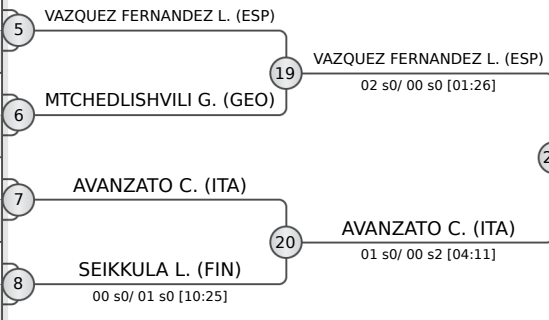 5
VAZQUEZ FERNANDEZ L. (ESP)
19
VAZQUEZ FERNANDEZ L. (ESP)
02 s0/ 00 s0 [01:26]
6
MTCHEDLISHVILI G. (GEO)
7
AVANZATO C. (ITA)
20
AVANZATO C. (ITA)
01 s0/ 00 s2 [04:11]
8
SEIKKULA L. (FIN)
00 s0/ 01 s0 [10:25]